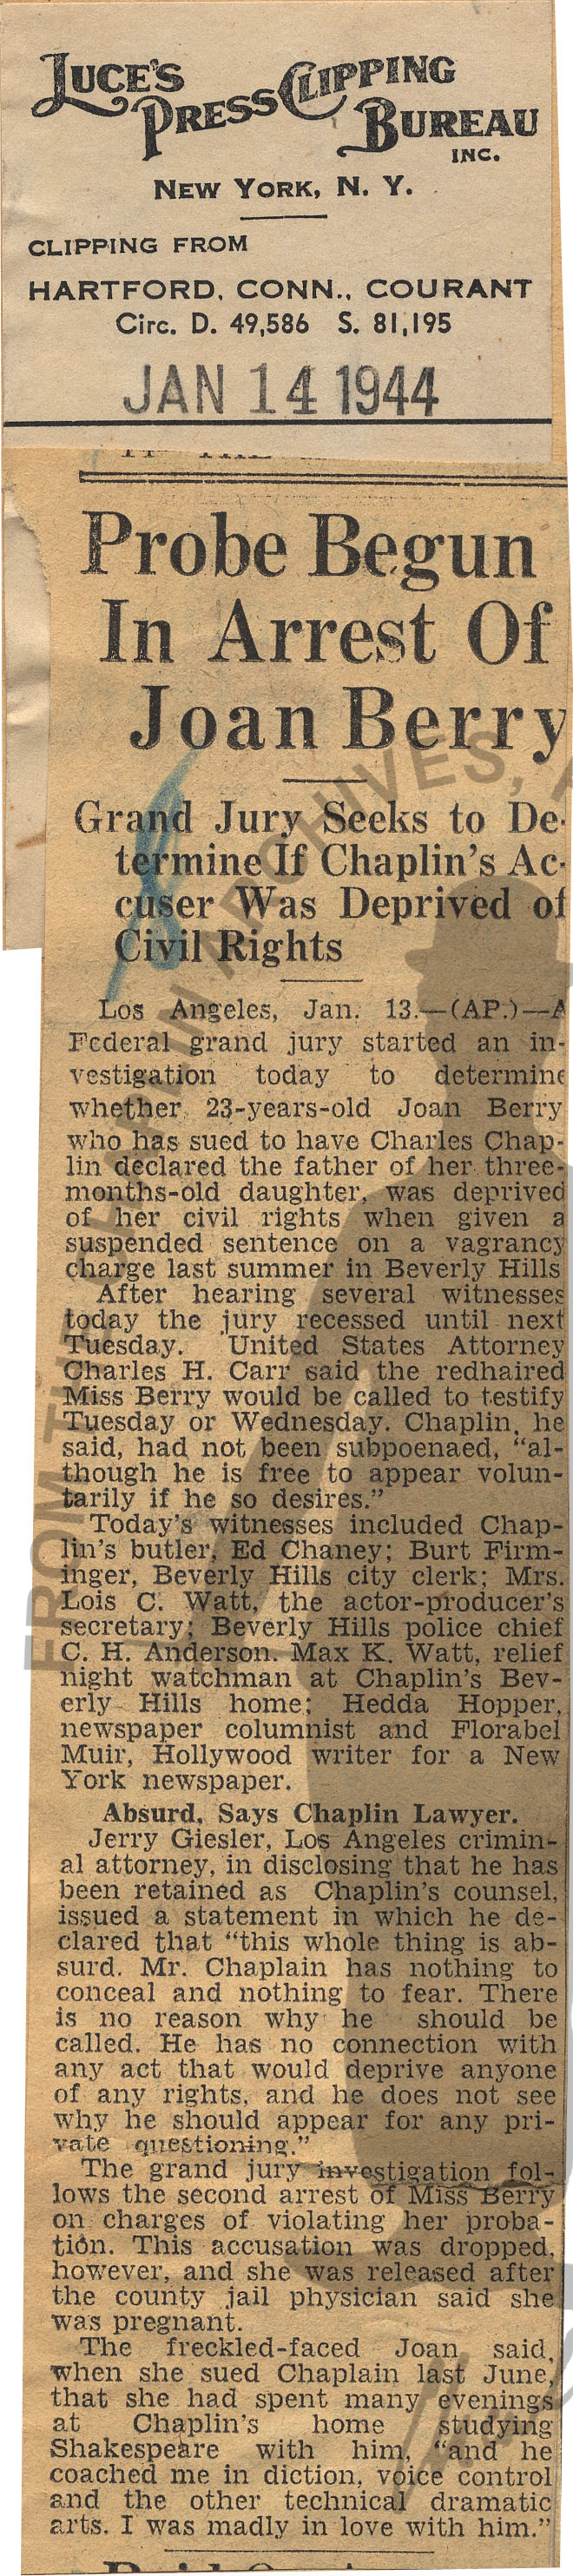 LUCE'S
PRESS CLIPPING
BUREAU
INC.
NEW YORK, N. Y.
CLIPPING FROM
HARTFORD, CONN., COURANT
Circ. D. 49,586 S. 81,195
JAN 14 1944
Probe Begun
In Arrest Of
Joan Berry
Grand Jury Seeks to De-
termine If Chaplin's Ac-
cuser Was Deprived of
Civil Rights
Los Angeles, Jan. 13.—(AP.)—A
Federal grand jury started an in-
vestigation today to determine
whether 23-years-old Joan Berry
who has sued to have Charles Chap-
lin declared the father of her three-
months-old daughter, was deprived
of her civil rights when given a
suspended sentence on a vagrancy
charge last summer in Beverly Hills
After hearing several witnesses
today the jury recessed until next
Tuesday. United States Attorney
Charles H. Carr said the redhaired
Miss Berry would be called to testify
Tuesday or Wednesday. Chaplin, he
said, had not been subpoenaed, "al-
though he is free to appear volun-
tarily if he so desires."
Today's witnesses included Chap-
lin's butler, Ed Chaney; Burt Firm-
inger, Beverly Hills city clerk; Mrs.
Lois C. Watt, the actor-producer's
secretary; Beverly Hills police chief
C. H. Anderson. Max K. Watt, relief
night watchman at Chaplin's Bev-
erly Hills home; Hedda Hopper,
newspaper columnist and Florabel
Muir, Hollywood writer for a New
York newspaper.
Absurd, Says Chaplin Lawyer.
Jerry Giesler, Los Angeles crimin-
al attorney, in disclosing that he has
been retained as Chaplin's counsel,
issued a statement in which he de-
clared that "this whole thing is ab-
surd. Mr. Chaplain has nothing to
conceal and nothing to fear. There
is no reason why he should be
called. He has no connection with
any act that would deprive anyone
of any rights, and he does not see
why he should appear for any pri-
vate questioning."
The grand jury investigation fol-
lows the second arrest of Miss Berry
on charges of violating her proba-
tion. This accusation was dropped,
however, and she was released after
the county jail physician said she
was pregnant.
The freckled-faced Joan said,
when she sued Chaplain last June,
that she had spent many evenings
at Chaplin's home studying
Shakespeare with him, "and he
coached me in diction, voice control
and the other technical dramatic
arts. I was madly in love with him."
FROM THE CHAPLIN ARCHIVES,